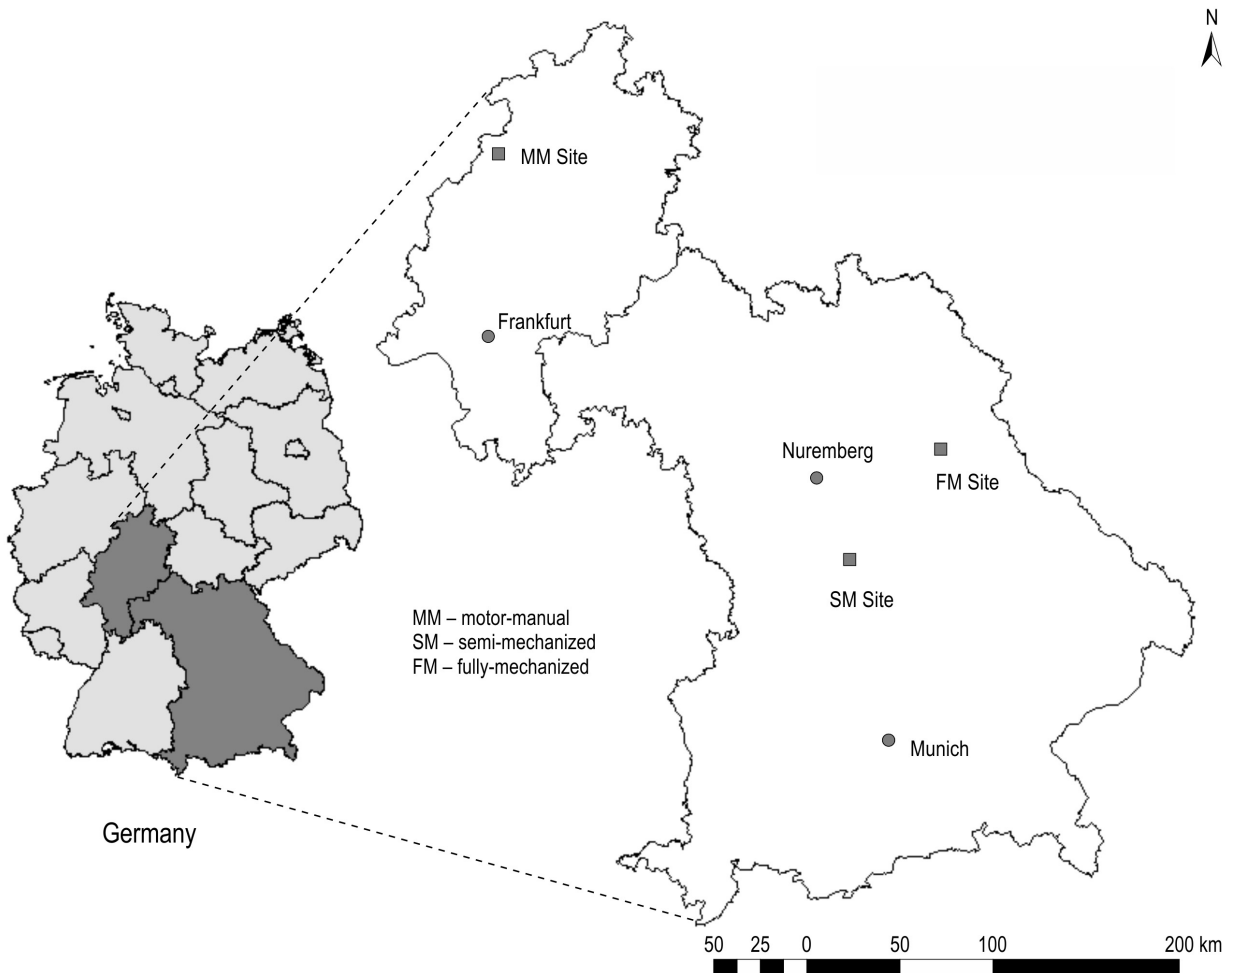 N
MM Site
Frankfurt
Nuremberg
FM Site
SM Site
MM – motor-manual
SM – semi-mechanized
FM – fully-mechanized
Munich
Germany
50 25 0 50 100 200 km